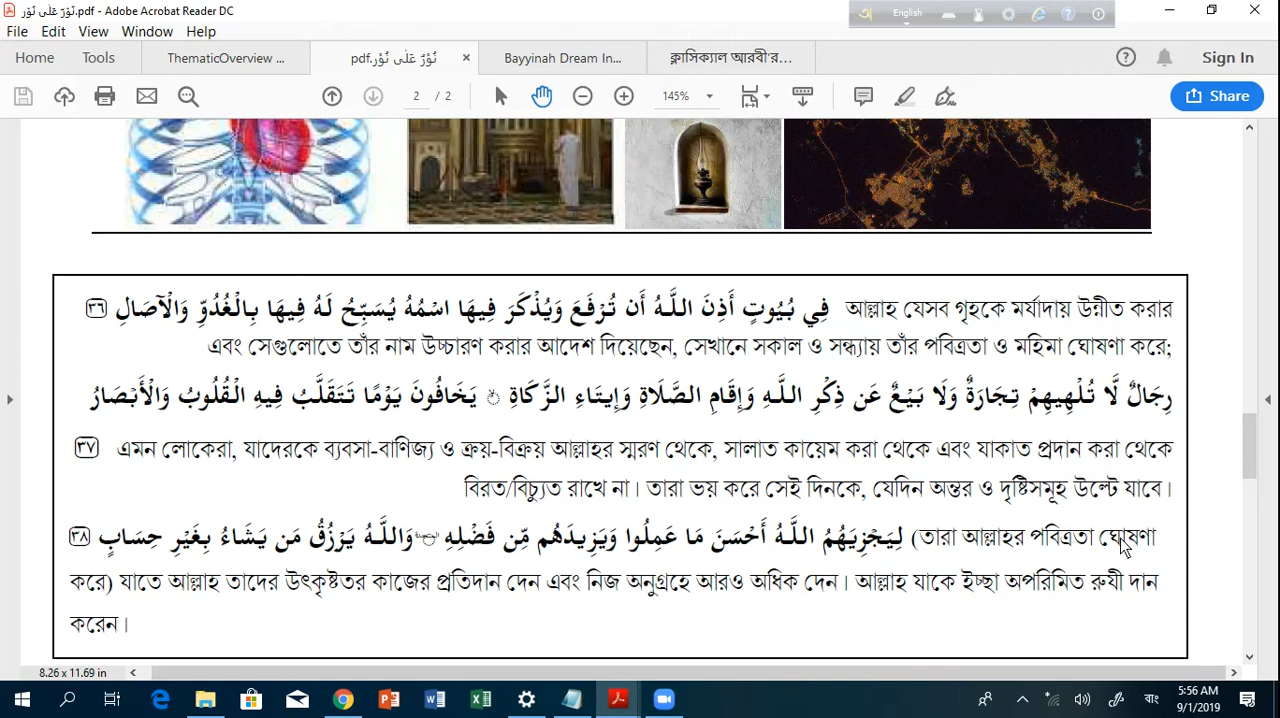 نُوْرٌ عَلٰى نُوْر.pdf - Adobe Acrobat Reader DC
English
File Edit View Window Help
Home Tools ThematicOverview ... نُوْرٌ عَلٰى نُوْر.pdf Bayyinah Dream In... ক্লাসিক্যাল আরবী'র... Sign In
2 / 2 145% Share
فِي بُيُوتٍ أَذِنَ اللَّـهُ أَن تُرْفَعَ وَيُذْكَرَ فِيهَا اسْمُهُ يُسَبِّحُ لَهُ فِيهَا بِالْغُدُوِّ وَالْآصَالِ ٣٦ আল্লাহ যেসব গৃহকে মর্যাদায় উন্নীত করার
এবং সেগুলোতে তাঁর নাম উচ্চারণ করার আদেশ দিয়েছেন, সেখানে সকাল ও সন্ধ্যায় তাঁর পবিত্রতা ও মহিমা ঘোষণা করে;
رِجَالٌ لَّا تُلْهِيهِمْ تِجَارَةٌ وَلَا بَيْعٌ عَن ذِكْرِ اللَّـهِ وَإِقَامِ الصَّلَاةِ وَإِيتَاءِ الزَّكَاةِ ۙ يَخَافُونَ يَوْمًا تَتَقَلَّبُ فِيهِ الْقُلُوبُ وَالْأَبْصَارُ
٣٧ এমন লোকেরা, যাদেরকে ব্যবসা-বাণিজ্য ও ক্রয়-বিক্রয় আল্লাহর স্মরণ থেকে, সালাত কায়েম করা থেকে এবং যাকাত প্রদান করা থেকে
বিরত/বিচ্যুত রাখে না। তারা ভয় করে সেই দিনকে, যেদিন অন্তর ও দৃষ্টিসমূহ উল্টে যাবে।
لِيَجْزِيَهُمُ اللَّـهُ أَحْسَنَ مَا عَمِلُوا وَيَزِيدَهُم مِّن فَضْلِهِ ۗ وَاللَّـهُ يَرْزُقُ مَن يَشَاءُ بِغَيْرِ حِسَابٍ ٣٨ (তারা আল্লাহর পবিত্রতা ঘোষণা
করে) যাতে আল্লাহ তাদের উৎকৃষ্টতর কাজের প্রতিদান দেন এবং নিজ অনুগ্রহে আরও অধিক দেন। আল্লাহ যাকে ইচ্ছা অপরিমিত রুযী দান
করেন।
8.26 x 11.69 in
বাং 5:56 AM
9/1/2019